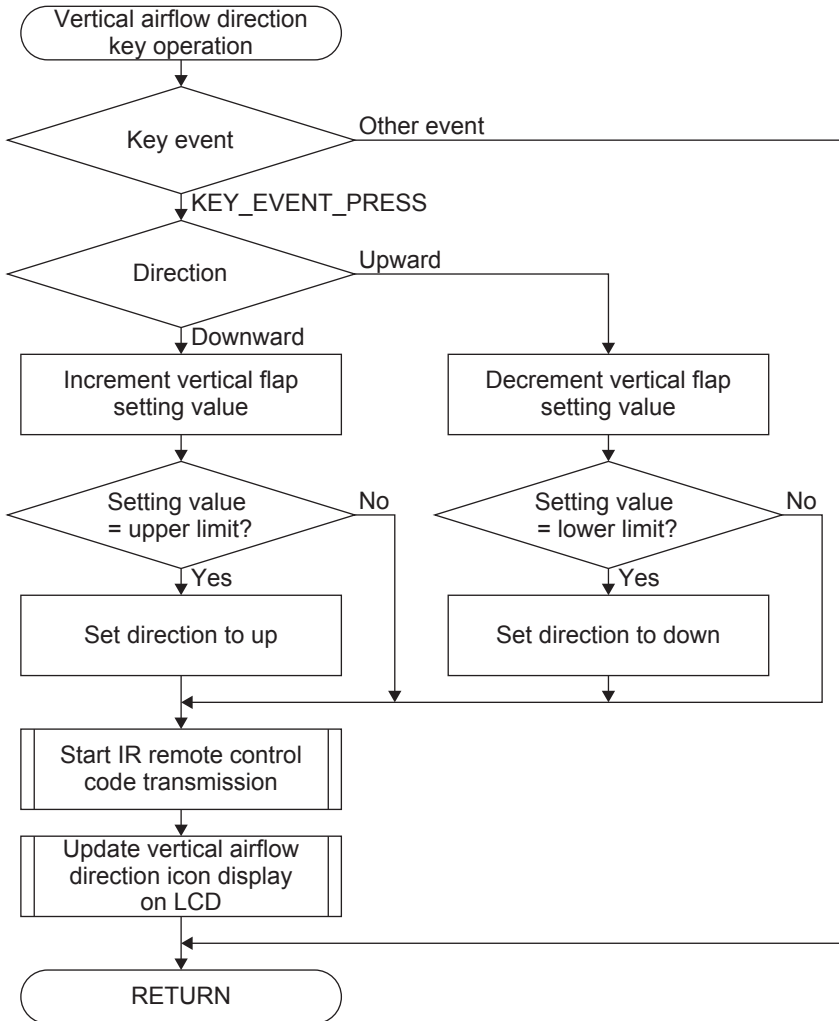 Vertical airflow direction
key operation
Key event
Other event
KEY_EVENT_PRESS
Direction
Upward
Downward
Increment vertical flap
setting value
Decrement vertical flap
setting value
Setting value
= upper limit?
No
Setting value
= lower limit?
No
Yes
Yes
Set direction to up
Set direction to down
Start IR remote control
code transmission
Update vertical airflow
direction icon display
on LCD
RETURN